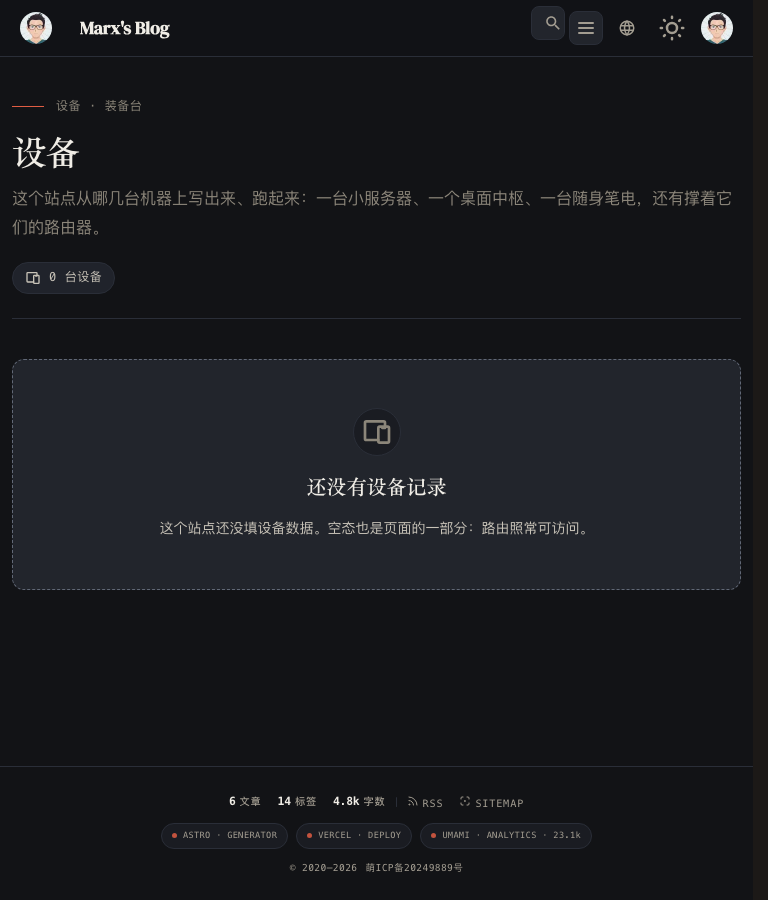 Marx's Blog
设备 · 装备台
设备
这个站点从哪几台机器上写出来、跑起来：一台小服务器、一个桌面中枢、一台随身笔电，还有撑着它
们的路由器。
0 台设备
还没有设备记录
这个站点还没填设备数据。空态也是页面的一部分：路由照常可访问。
6 文章 14 标签 4.8k 字数 RSS SITEMAP
ASTRO · GENERATOR VERCEL · DEPLOY UMAMI · ANALYTICS · 23.1k
© 2020—2026 萌ICP备20249889号